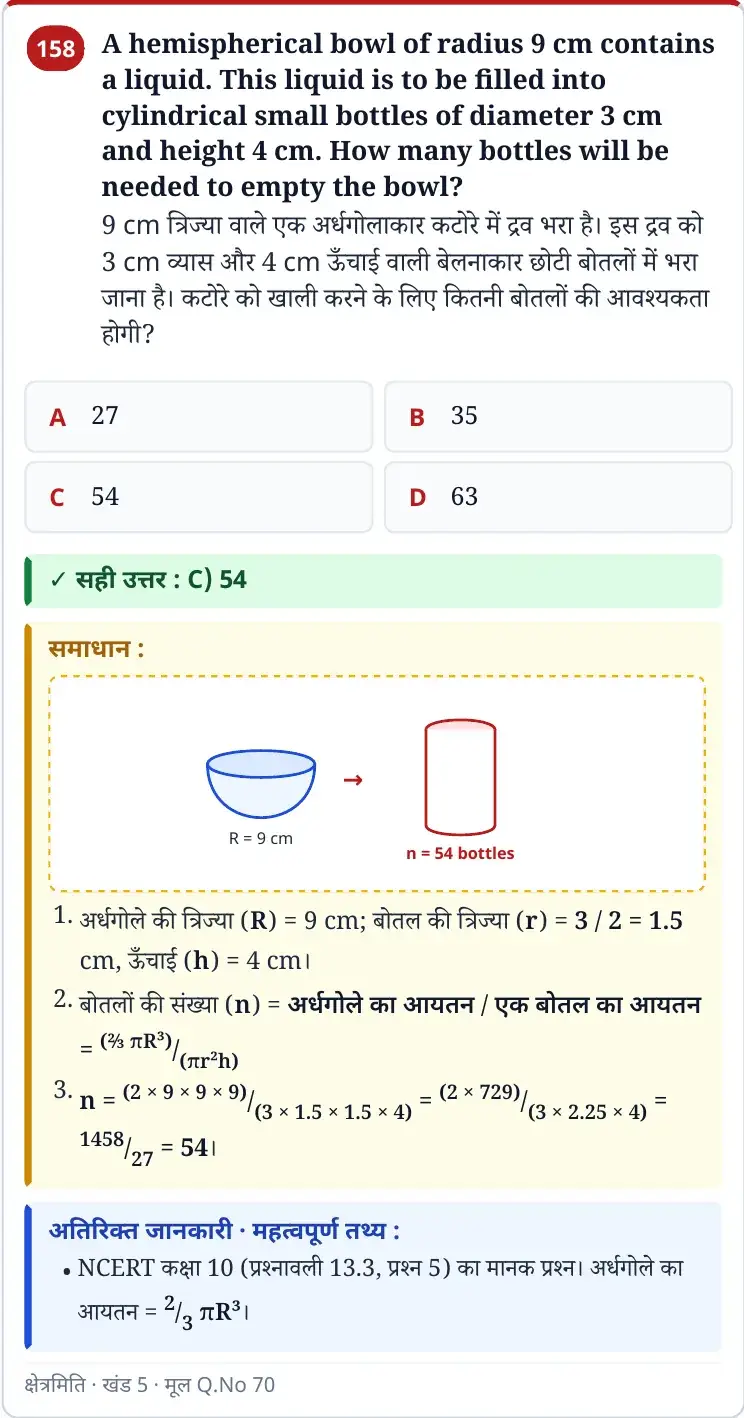 158
A hemispherical bowl of radius 9 cm contains
a liquid. This liquid is to be filled into
cylindrical small bottles of diameter 3 cm
and height 4 cm. How many bottles will be
needed to empty the bowl?
9 cm त्रिज्या वाले एक अर्धगोलाकार कटोरे में द्रव भरा है। इस द्रव को
3 cm व्यास और 4 cm ऊँचाई वाली बेलनाकार छोटी बोतलों में भरा
जाना है। कटोरे को खाली करने के लिए कितनी बोतलों की आवश्यकता
होगी?
A 27
B 35
C 54
D 63
✓ सही उत्तर : C) 54
समाधान :
→
R = 9 cm
n = 54 bottles
1. अर्धगोले की त्रिज्या (R) = 9 cm; बोतल की त्रिज्या (r) = 3 / 2 = 1.5
cm, ऊँचाई (h) = 4 cm।
2. बोतलों की संख्या (n) = अर्धगोले का आयतन / एक बोतल का आयतन
= (⅔ πR³)/(πr²h)
3. n = (2 × 9 × 9 × 9)/(3 × 1.5 × 1.5 × 4) = (2 × 729)/(3 × 2.25 × 4) =
1458/27 = 54।
अतिरिक्त जानकारी · महत्वपूर्ण तथ्य :
• NCERT कक्षा 10 (प्रश्नावली 13.3, प्रश्न 5) का मानक प्रश्न। अर्धगोले का
आयतन = 2/3 πR³।
क्षेत्रमिति · खंड 5 · मूल Q.No 70